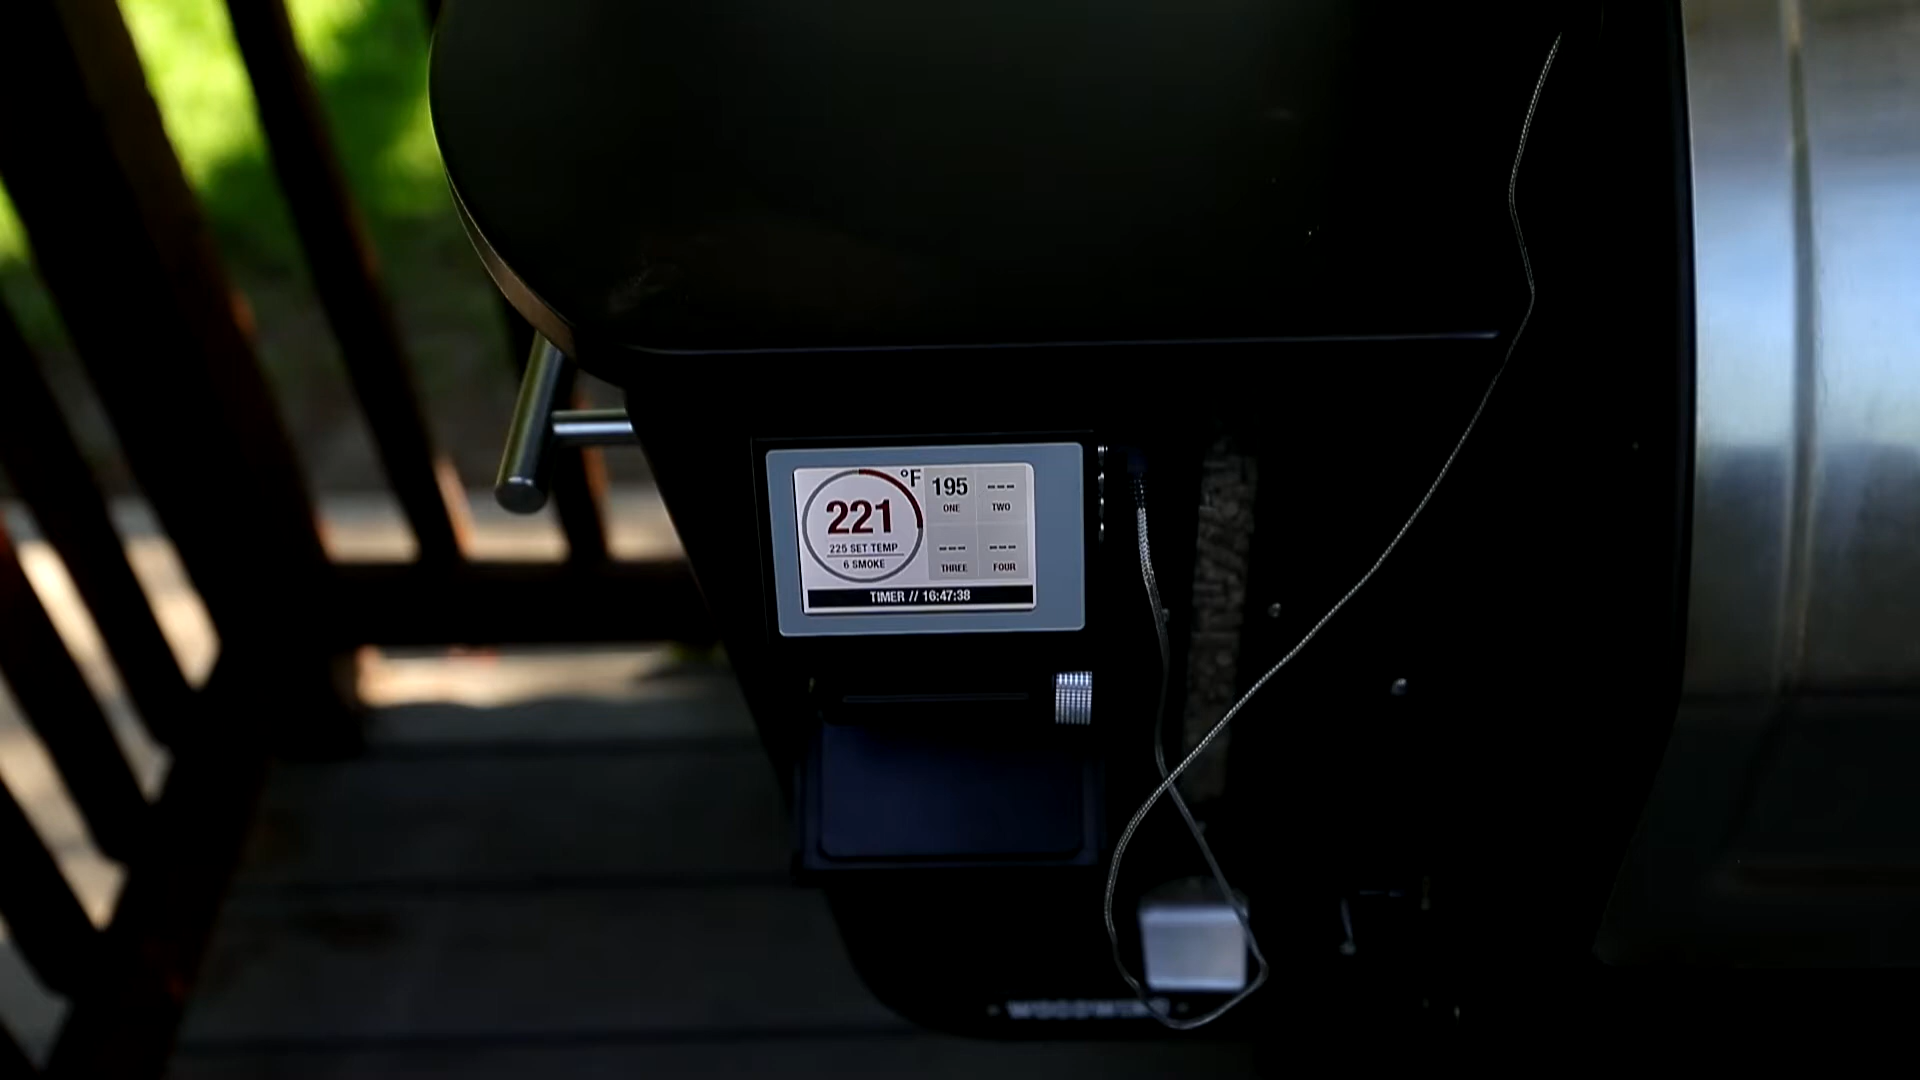 °F
221
225 SET TEMP
6 SMOKE
195
ONE
---
TWO
---
THREE
---
FOUR
TIMER // 16:47:38